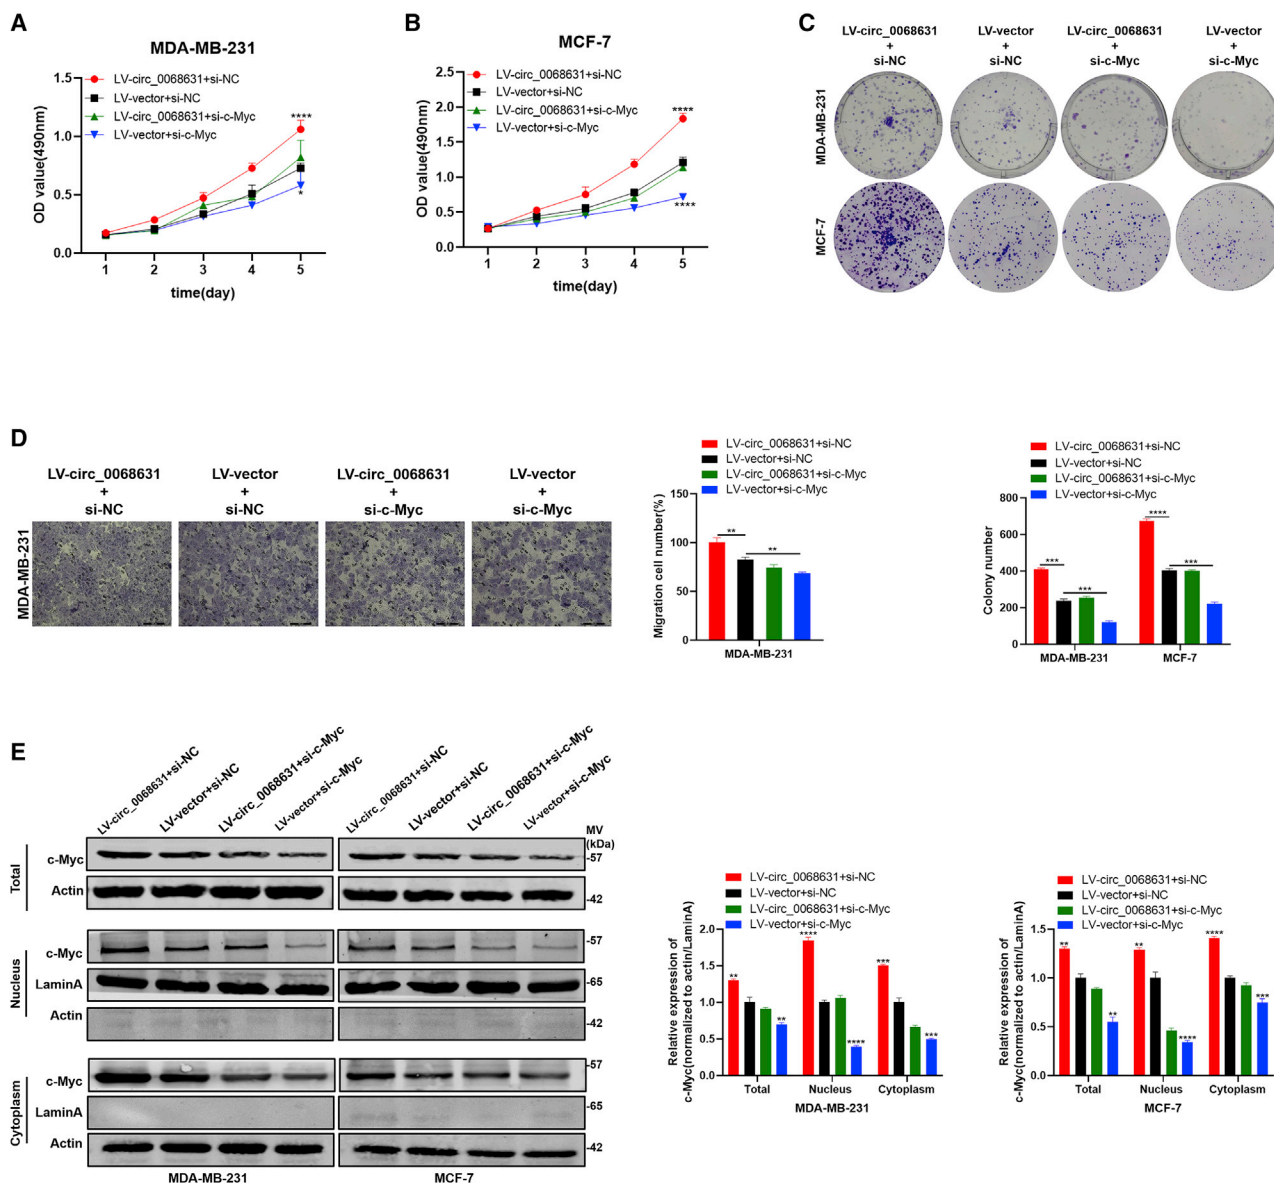 A
MDA-MB-231
LV-circ_0068631+si-NC
LV-vector+si-NC
LV-circ_0068631+si-c-Myc
LV-vector+si-c-Myc
OD value(490nm)
1.5
1.0
0.5
0.0
****
*
1 2 3 4 5
time(day)
B
MCF-7
LV-circ_0068631+si-NC
LV-vector+si-NC
LV-circ_0068631+si-c-Myc
LV-vector+si-c-Myc
OD value(490nm)
2.5
2.0
1.5
1.0
0.5
0.0
****
****
1 2 3 4 5
time(day)
C
LV-circ_0068631 LV-vector LV-circ_0068631 LV-vector
+ + + +
si-NC si-NC si-c-Myc si-c-Myc
MDA-MB-231
MCF-7
D
LV-circ_0068631 LV-vector LV-circ_0068631 LV-vector
+ + + +
si-NC si-NC si-c-Myc si-c-Myc
MDA-MB-231
LV-circ_0068631+si-NC
LV-vector+si-NC
LV-circ_0068631+si-c-Myc
LV-vector+si-c-Myc
Migration cell number(%)
150
100
50
0
**
**
MDA-MB-231
LV-circ_0068631+si-NC
LV-vector+si-NC
LV-circ_0068631+si-c-Myc
LV-vector+si-c-Myc
Colony number
800
600
400
200
0
***
***
****
***
MDA-MB-231 MCF-7
E
LV-circ_0068631+si-NC
LV-vector+si-NC
LV-circ_0068631+si-c-Myc
LV-vector+si-c-Myc
LV-circ_0068631+si-NC
LV-vector+si-NC
LV-circ_0068631+si-c-Myc
LV-vector+si-c-Myc
MV
(kDa)
Total
c-Myc -57
Actin -42
Nucleus
c-Myc -57
LaminA -65
Actin -42
Cytoplasm
c-Myc -57
LaminA -65
Actin -42
MDA-MB-231 MCF-7
LV-circ_0068631+si-NC
LV-vector+si-NC
LV-circ_0068631+si-c-Myc
LV-vector+si-c-Myc
Relative expression of
c-Myc(normalized to actin/LaminA)
2.0
1.5
1.0
0.5
0.0
** ** **** **** *** ***
Total Nucleus Cytoplasm
MDA-MB-231
LV-circ_0068631+si-NC
LV-vector+si-NC
LV-circ_0068631+si-c-Myc
LV-vector+si-c-Myc
Relative expression of
c-Myc(normalized to actin/LaminA)
1.5
1.0
0.5
0.0
** ** ** **** **** ***
Total Nucleus Cytoplasm
MCF-7